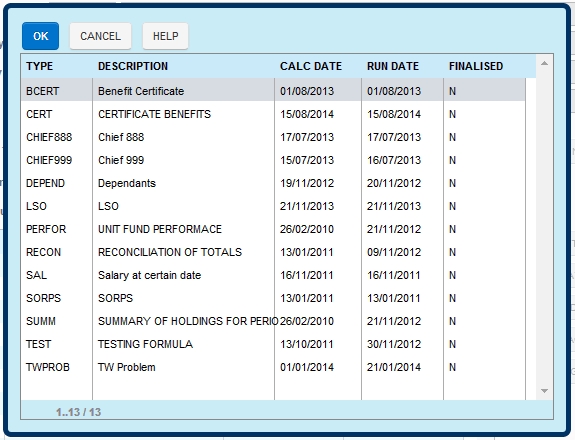 OK CANCEL HELP
TYPE DESCRIPTION CALC DATE RUN DATE FINALISED
BCERT Benefit Certificate 01/08/2013 01/08/2013 N
CERT CERTIFICATE BENEFITS 15/08/2014 15/08/2014 N
CHIEF888 Chief 888 17/07/2013 17/07/2013 N
CHIEF999 Chief 999 15/07/2013 16/07/2013 N
DEPEND Dependants 19/11/2012 20/11/2012 N
LSO LSO 21/11/2013 21/11/2013 N
PERFOR UNIT FUND PERFORMACE 26/02/2010 21/11/2012 N
RECON RECONCILIATION OF TOTALS 13/01/2011 09/11/2012 N
SAL Salary at certain date 16/11/2011 16/11/2011 N
SORPS SORPS 13/01/2011 13/01/2011 N
SUMM SUMMARY OF HOLDINGS FOR PERIO 26/02/2010 21/11/2012 N
TEST TESTING FORMULA 13/10/2011 30/11/2012 N
TWPROB TW Problem 01/01/2014 21/01/2014 N
1..13 / 13